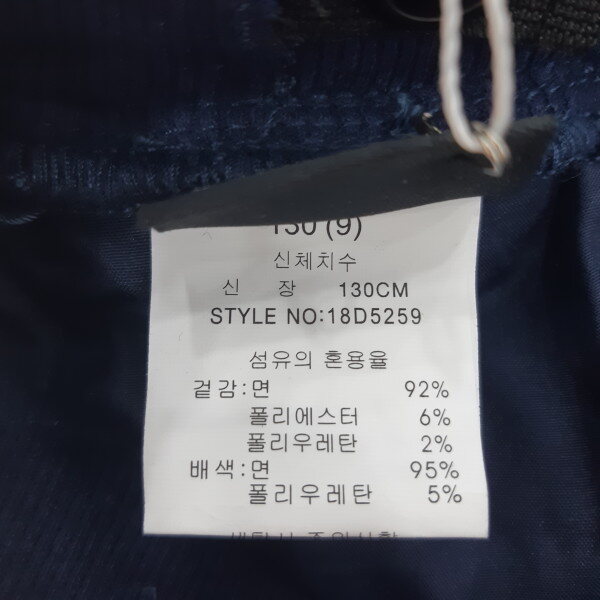 130 (9)
신체치수
신 장 130CM
STYLE NO:18D5259
섬유의 혼용율
겉감:면 92%
폴리에스터 6%
폴리우레탄 2%
배색:면 95%
폴리우레탄 5%